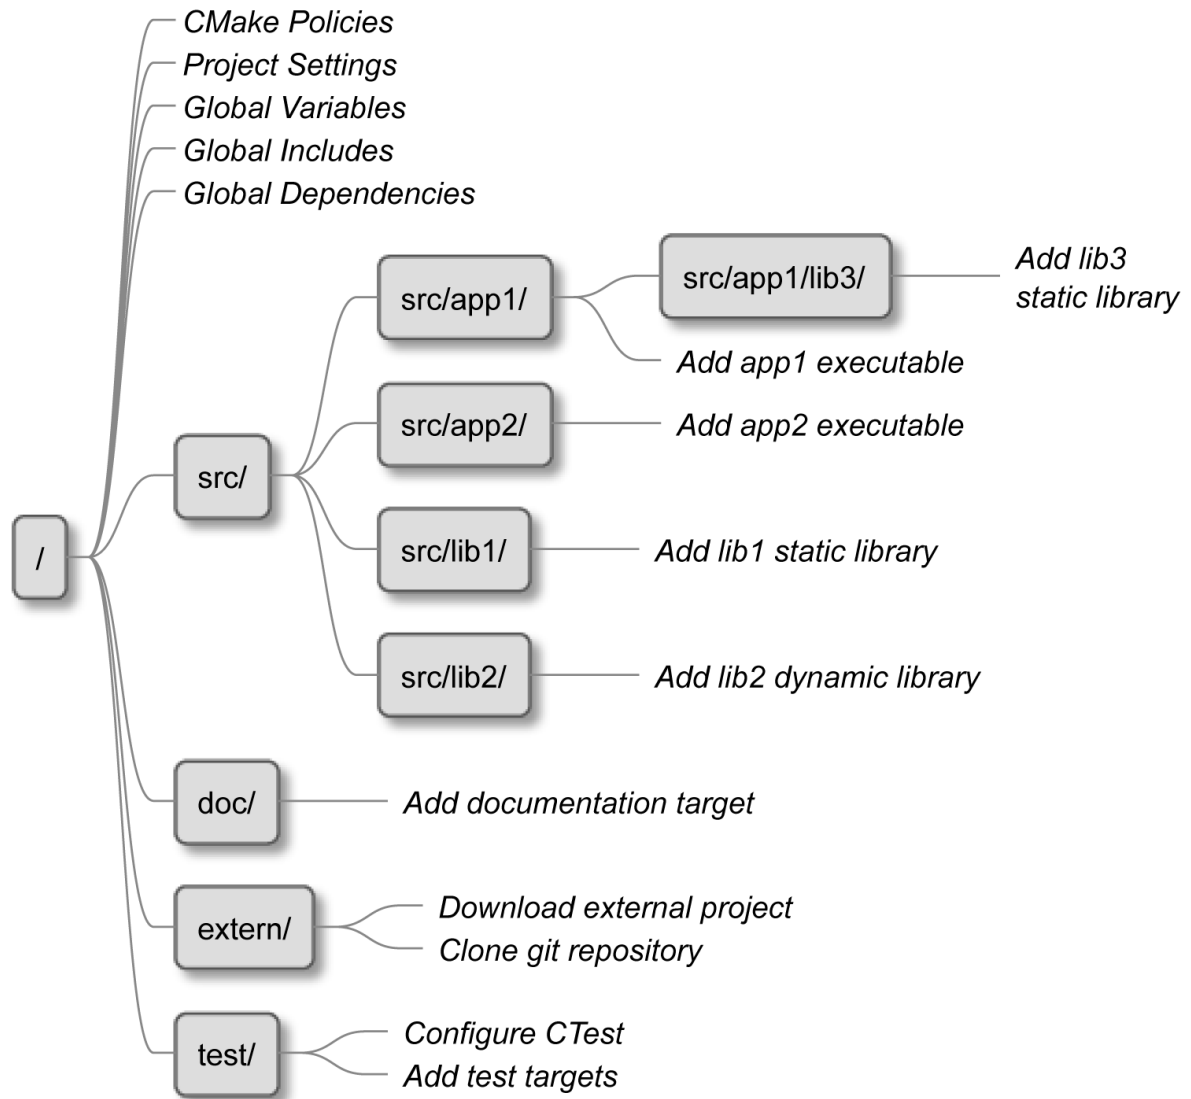 CMake Policies
Project Settings
Global Variables
Global Includes
Global Dependencies
/
src/
src/app1/
src/app1/lib3/
Add lib3
static library
Add app1 executable
src/app2/
Add app2 executable
src/lib1/
Add lib1 static library
src/lib2/
Add lib2 dynamic library
doc/
Add documentation target
extern/
Download external project
Clone git repository
test/
Configure CTest
Add test targets